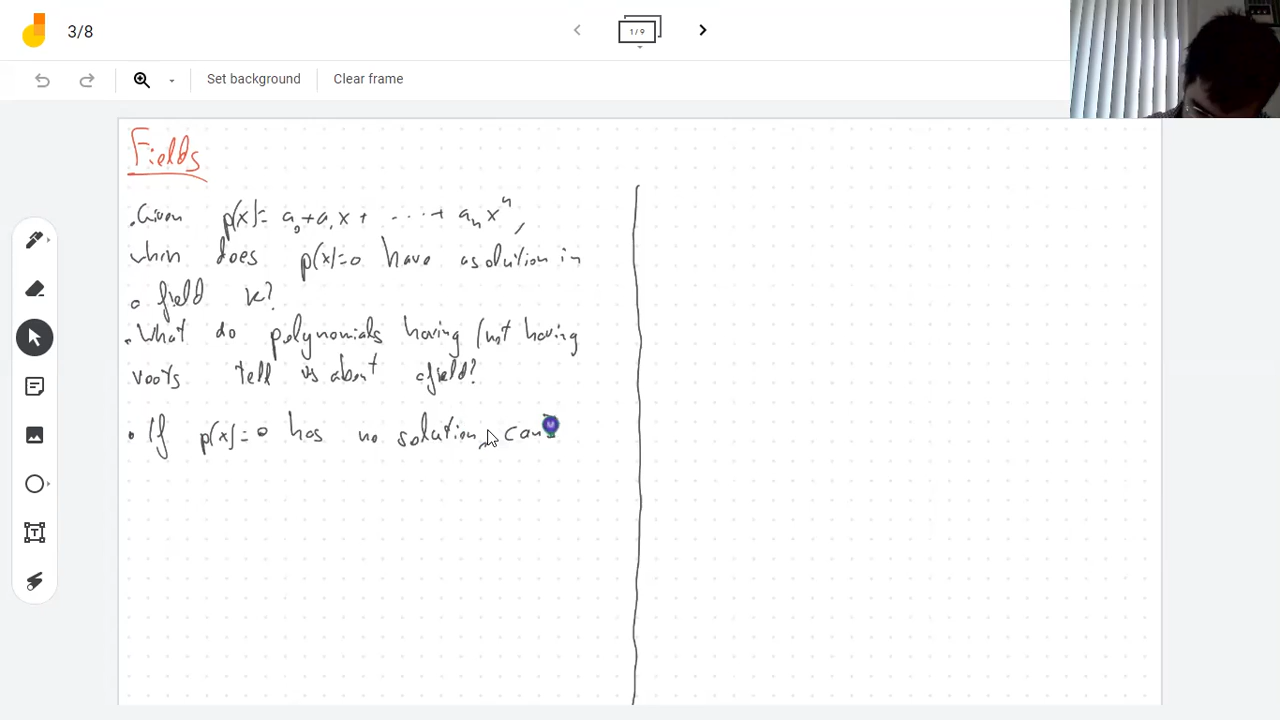 3/8
1/9
Set background
Clear frame
Fields
. Given p(x)= a₀+a₁x + ....+ aₙxⁿ,
when does p(x)=0 have a solution in
a field k?
. What do polynomials having (not having
roots tell us about a field?
. If p(x)=0 has no solution, can
M